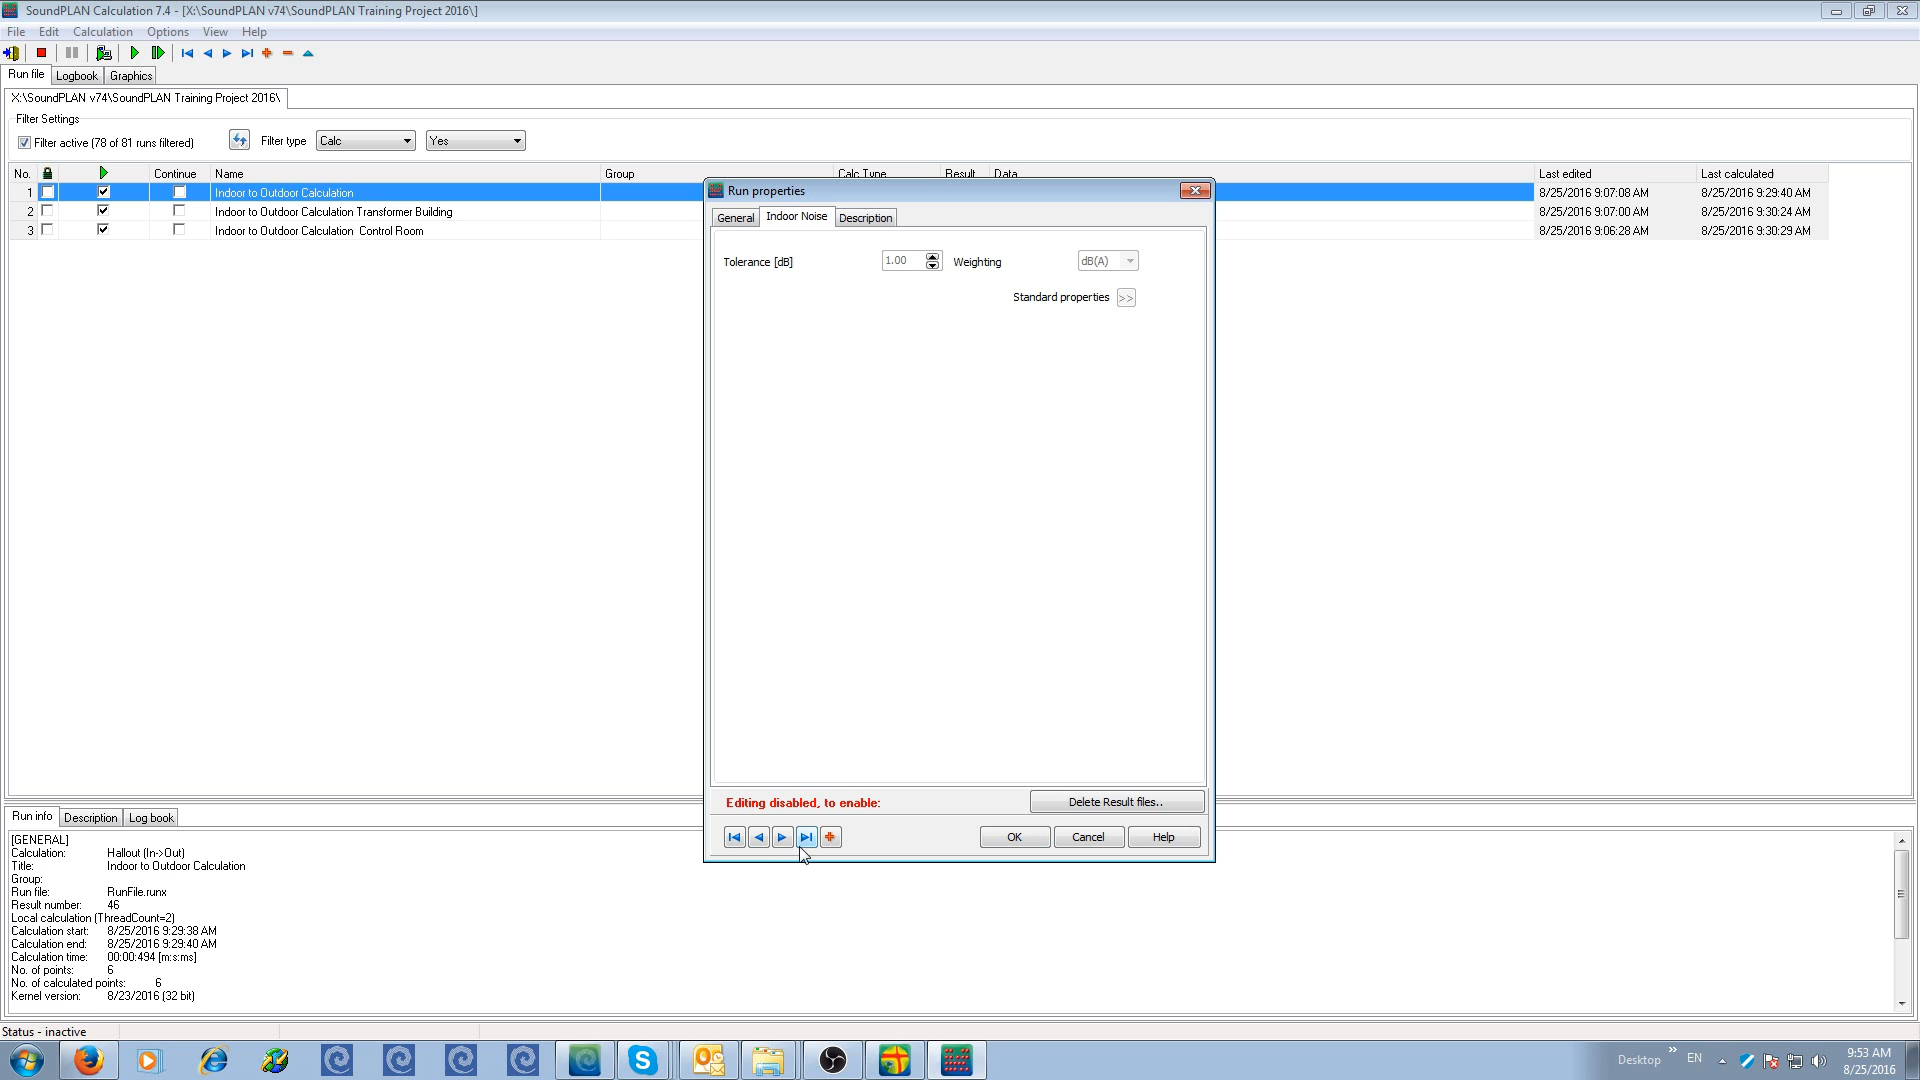 SoundPLAN Calculation 7.4 - [X:\SoundPLAN v74\SoundPLAN Training Project 2016\]
File Edit Calculation Options View Help
Run file Logbook Graphics
X:\SoundPLAN v74\SoundPLAN Training Project 2016\
Filter Settings
Filter active (78 of 81 runs filtered) Filter type Calc Yes
No. Continue Name Group Calc Type Result Data Last edited Last calculated
1 Indoor to Outdoor Calculation 8/25/2016 9:07:08 AM 8/25/2016 9:29:40 AM
2 Indoor to Outdoor Calculation Transformer Building 8/25/2016 9:07:00 AM 8/25/2016 9:30:24 AM
3 Indoor to Outdoor Calculation Control Room 8/25/2016 9:06:28 AM 8/25/2016 9:30:29 AM
Run properties
General Indoor Noise Description
Tolerance [dB] 1.00 Weighting dB(A)
Standard properties >>
Editing disabled, to enable: Delete Result files..
OK Cancel Help
Run info Description Log book
[GENERAL]
Calculation: Hallout (In->Out)
Title: Indoor to Outdoor Calculation
Group:
Run file: RunFile.runx
Result number: 46
Local calculation (ThreadCount=2)
Calculation start: 8/25/2016 9:29:38 AM
Calculation end: 8/25/2016 9:29:40 AM
Calculation time: 00:00:494 [m:s:ms]
No. of points: 6
No. of calculated points: 6
Kernel version: 8/23/2016 (32 bit)
Status - inactive
Desktop » EN 9:53 AM
8/25/2016